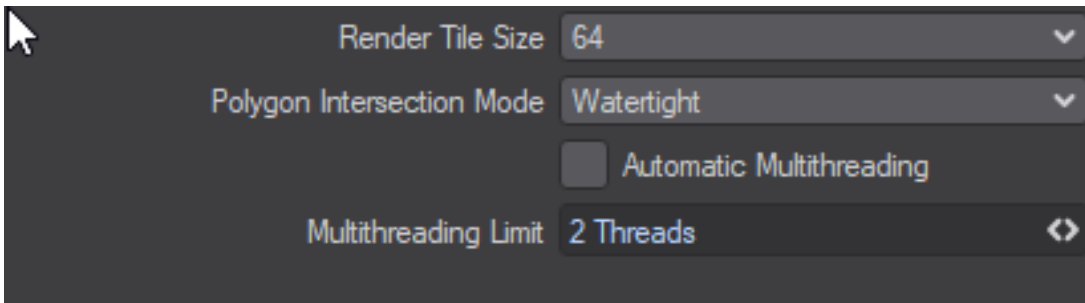 Render Tile Size 64
Polygon Intersection Mode Watertight
Automatic Multithreading
Multithreading Limit 2 Threads